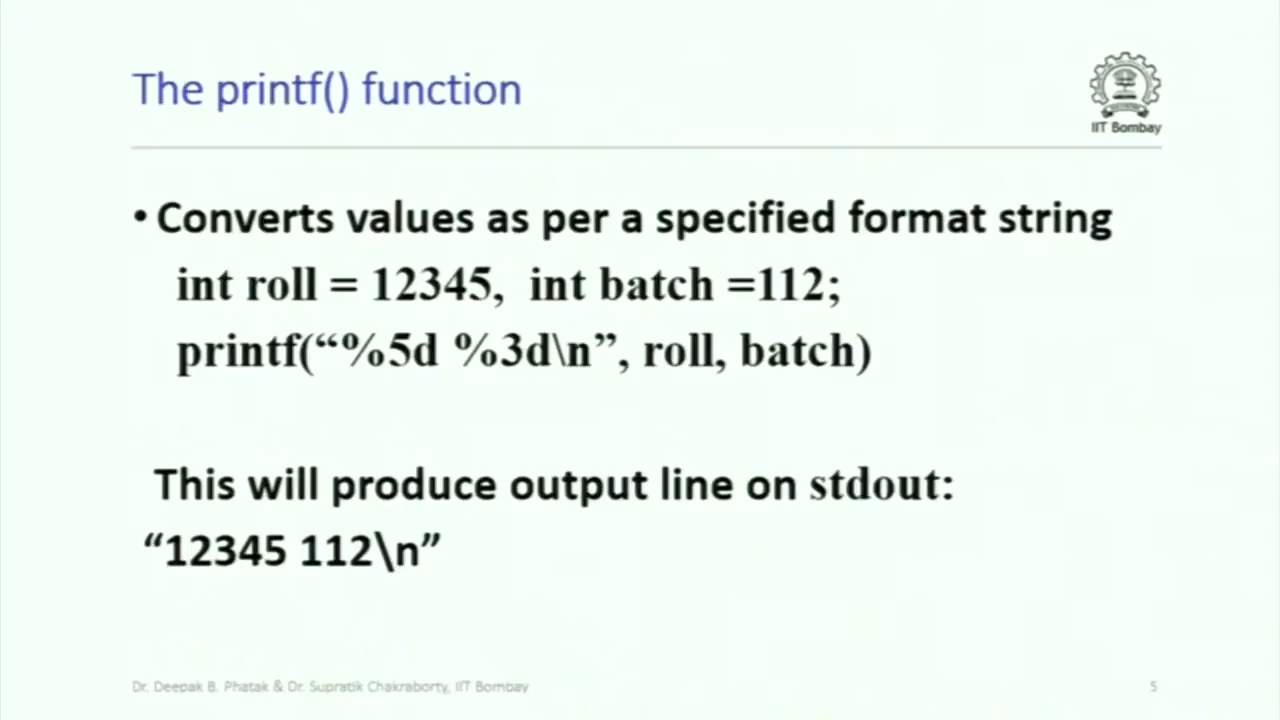 The printf() function
IIT Bombay
• Converts values as per a specified format string
int roll = 12345, int batch =112;
printf(“%5d %3d\n”, roll, batch)
This will produce output line on stdout:
“12345 112\n”
Dr. Deepak B. Phatak & Dr. Supratik Chakraborty, IIT Bombay
5